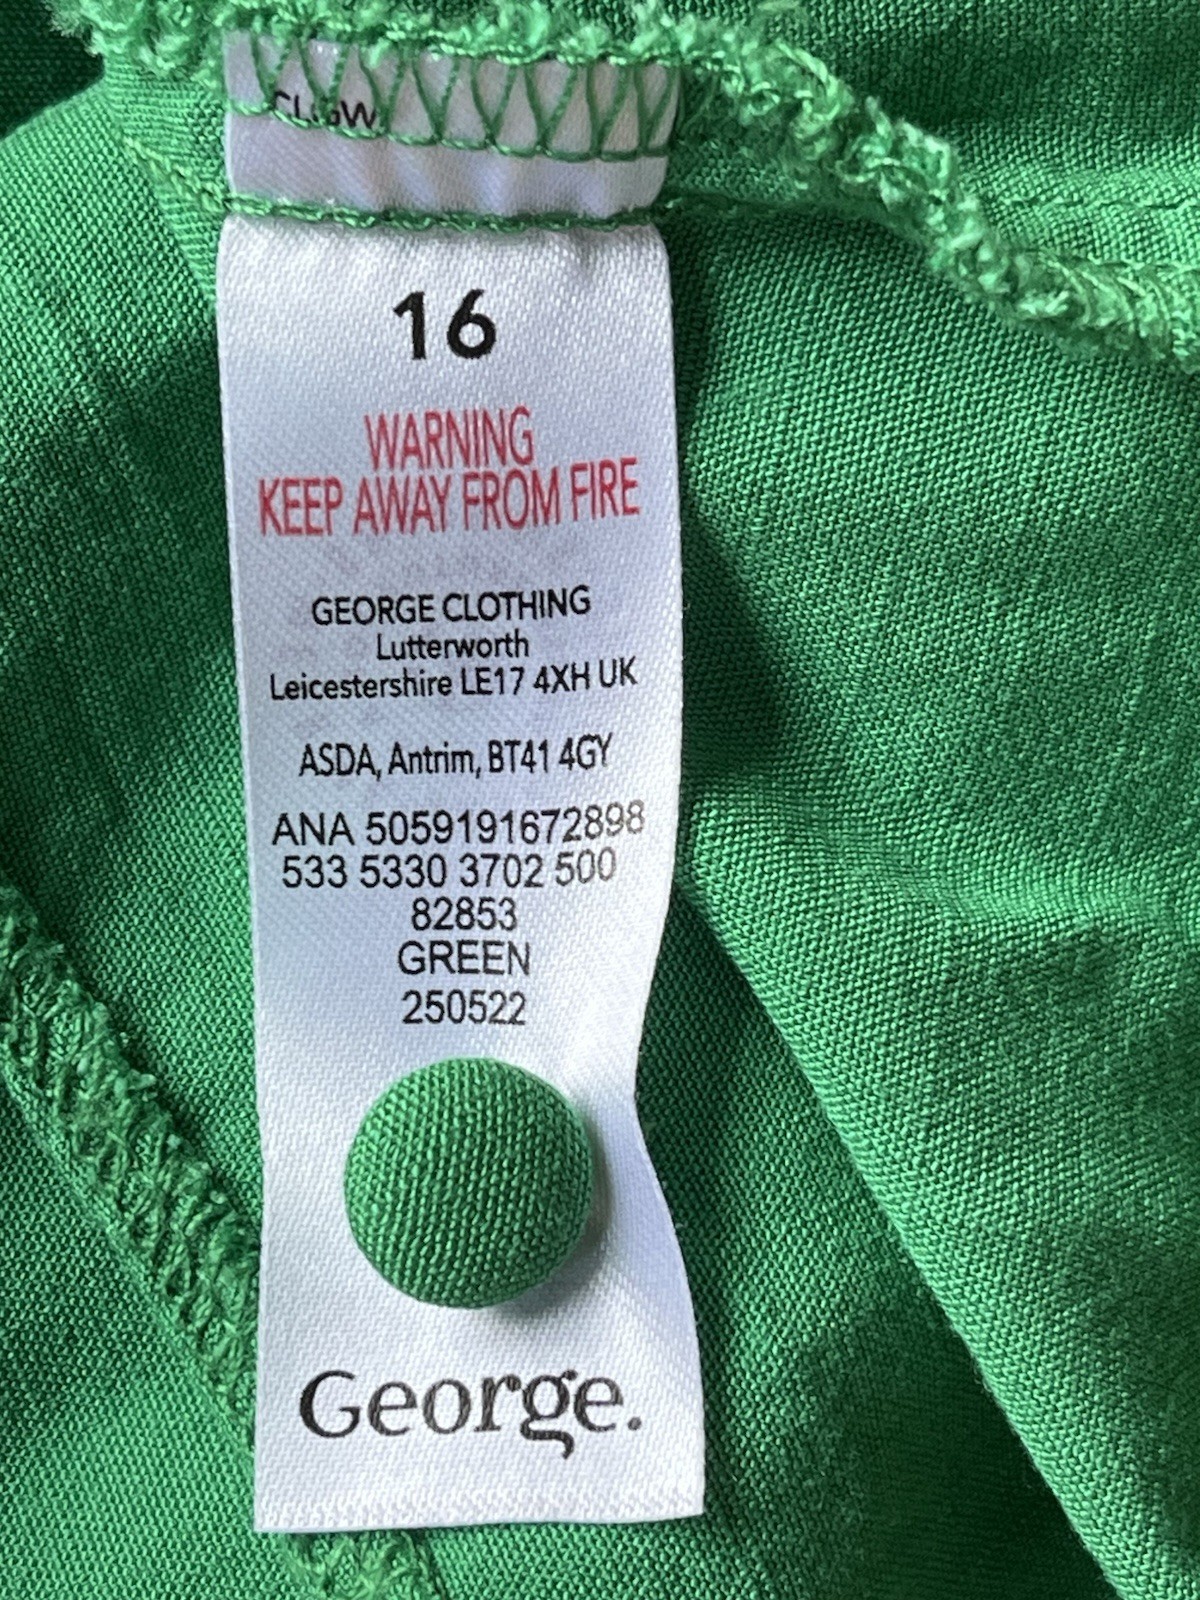 16
WARNING
KEEP AWAY FROM FIRE
GEORGE CLOTHING
Lutterworth
Leicestershire LE17 4XH UK
ASDA, Antrim, BT41 4GY
ANA 5059191672898
533 5330 3702 500
82853
GREEN
250522
George.